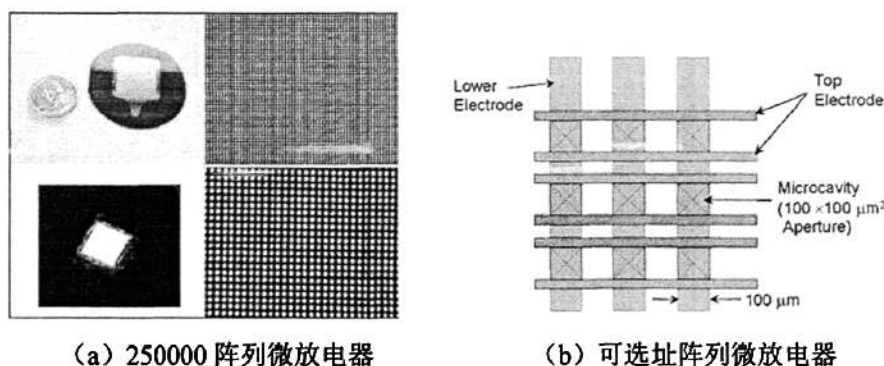 Lower
Electrode
Top
Electrode
Microcavity
(100 ×100 μm²
Aperture)
100 μm
（a）250000 阵列微放电器
（b）可选址阵列微放电器